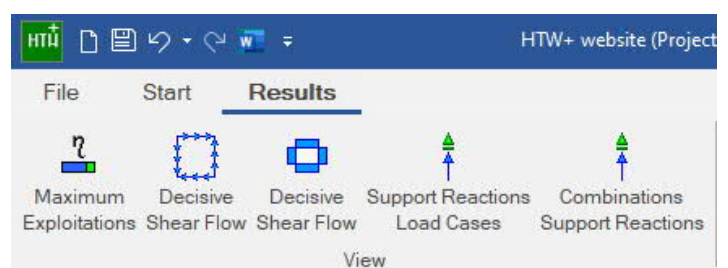 HTW+ W HTW+ website (Project
File Start Results
η
Maximum Decisive Decisive Support Reactions Combinations
Exploitations Shear Flow Shear Flow Load Cases Support Reactions
View